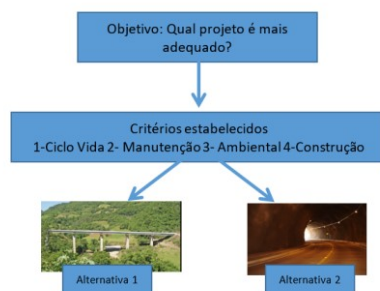 Objetivo: Qual projeto é mais
adequado?
Critérios estabelecidos
1-Ciclo Vida 2- Manutenção 3- Ambiental 4-Construção
Alternativa 1
Alternativa 2